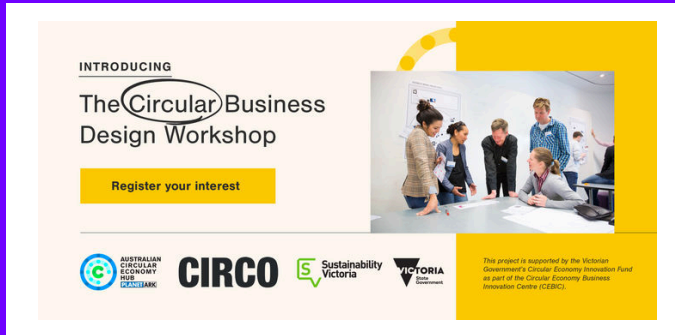 INTRODUCING
The Circular Business
Design Workshop
Register your interest
AUSTRALIAN
CIRCULAR
ECONOMY
HUB
PLANET ARK
CIRCO
Sustainability
Victoria
VICTORIA
State
Government
This project is supported by the Victorian
Government's Circular Economy Innovation Fund
as part of the Circular Economy Business
Innovation Centre (CEBIC).